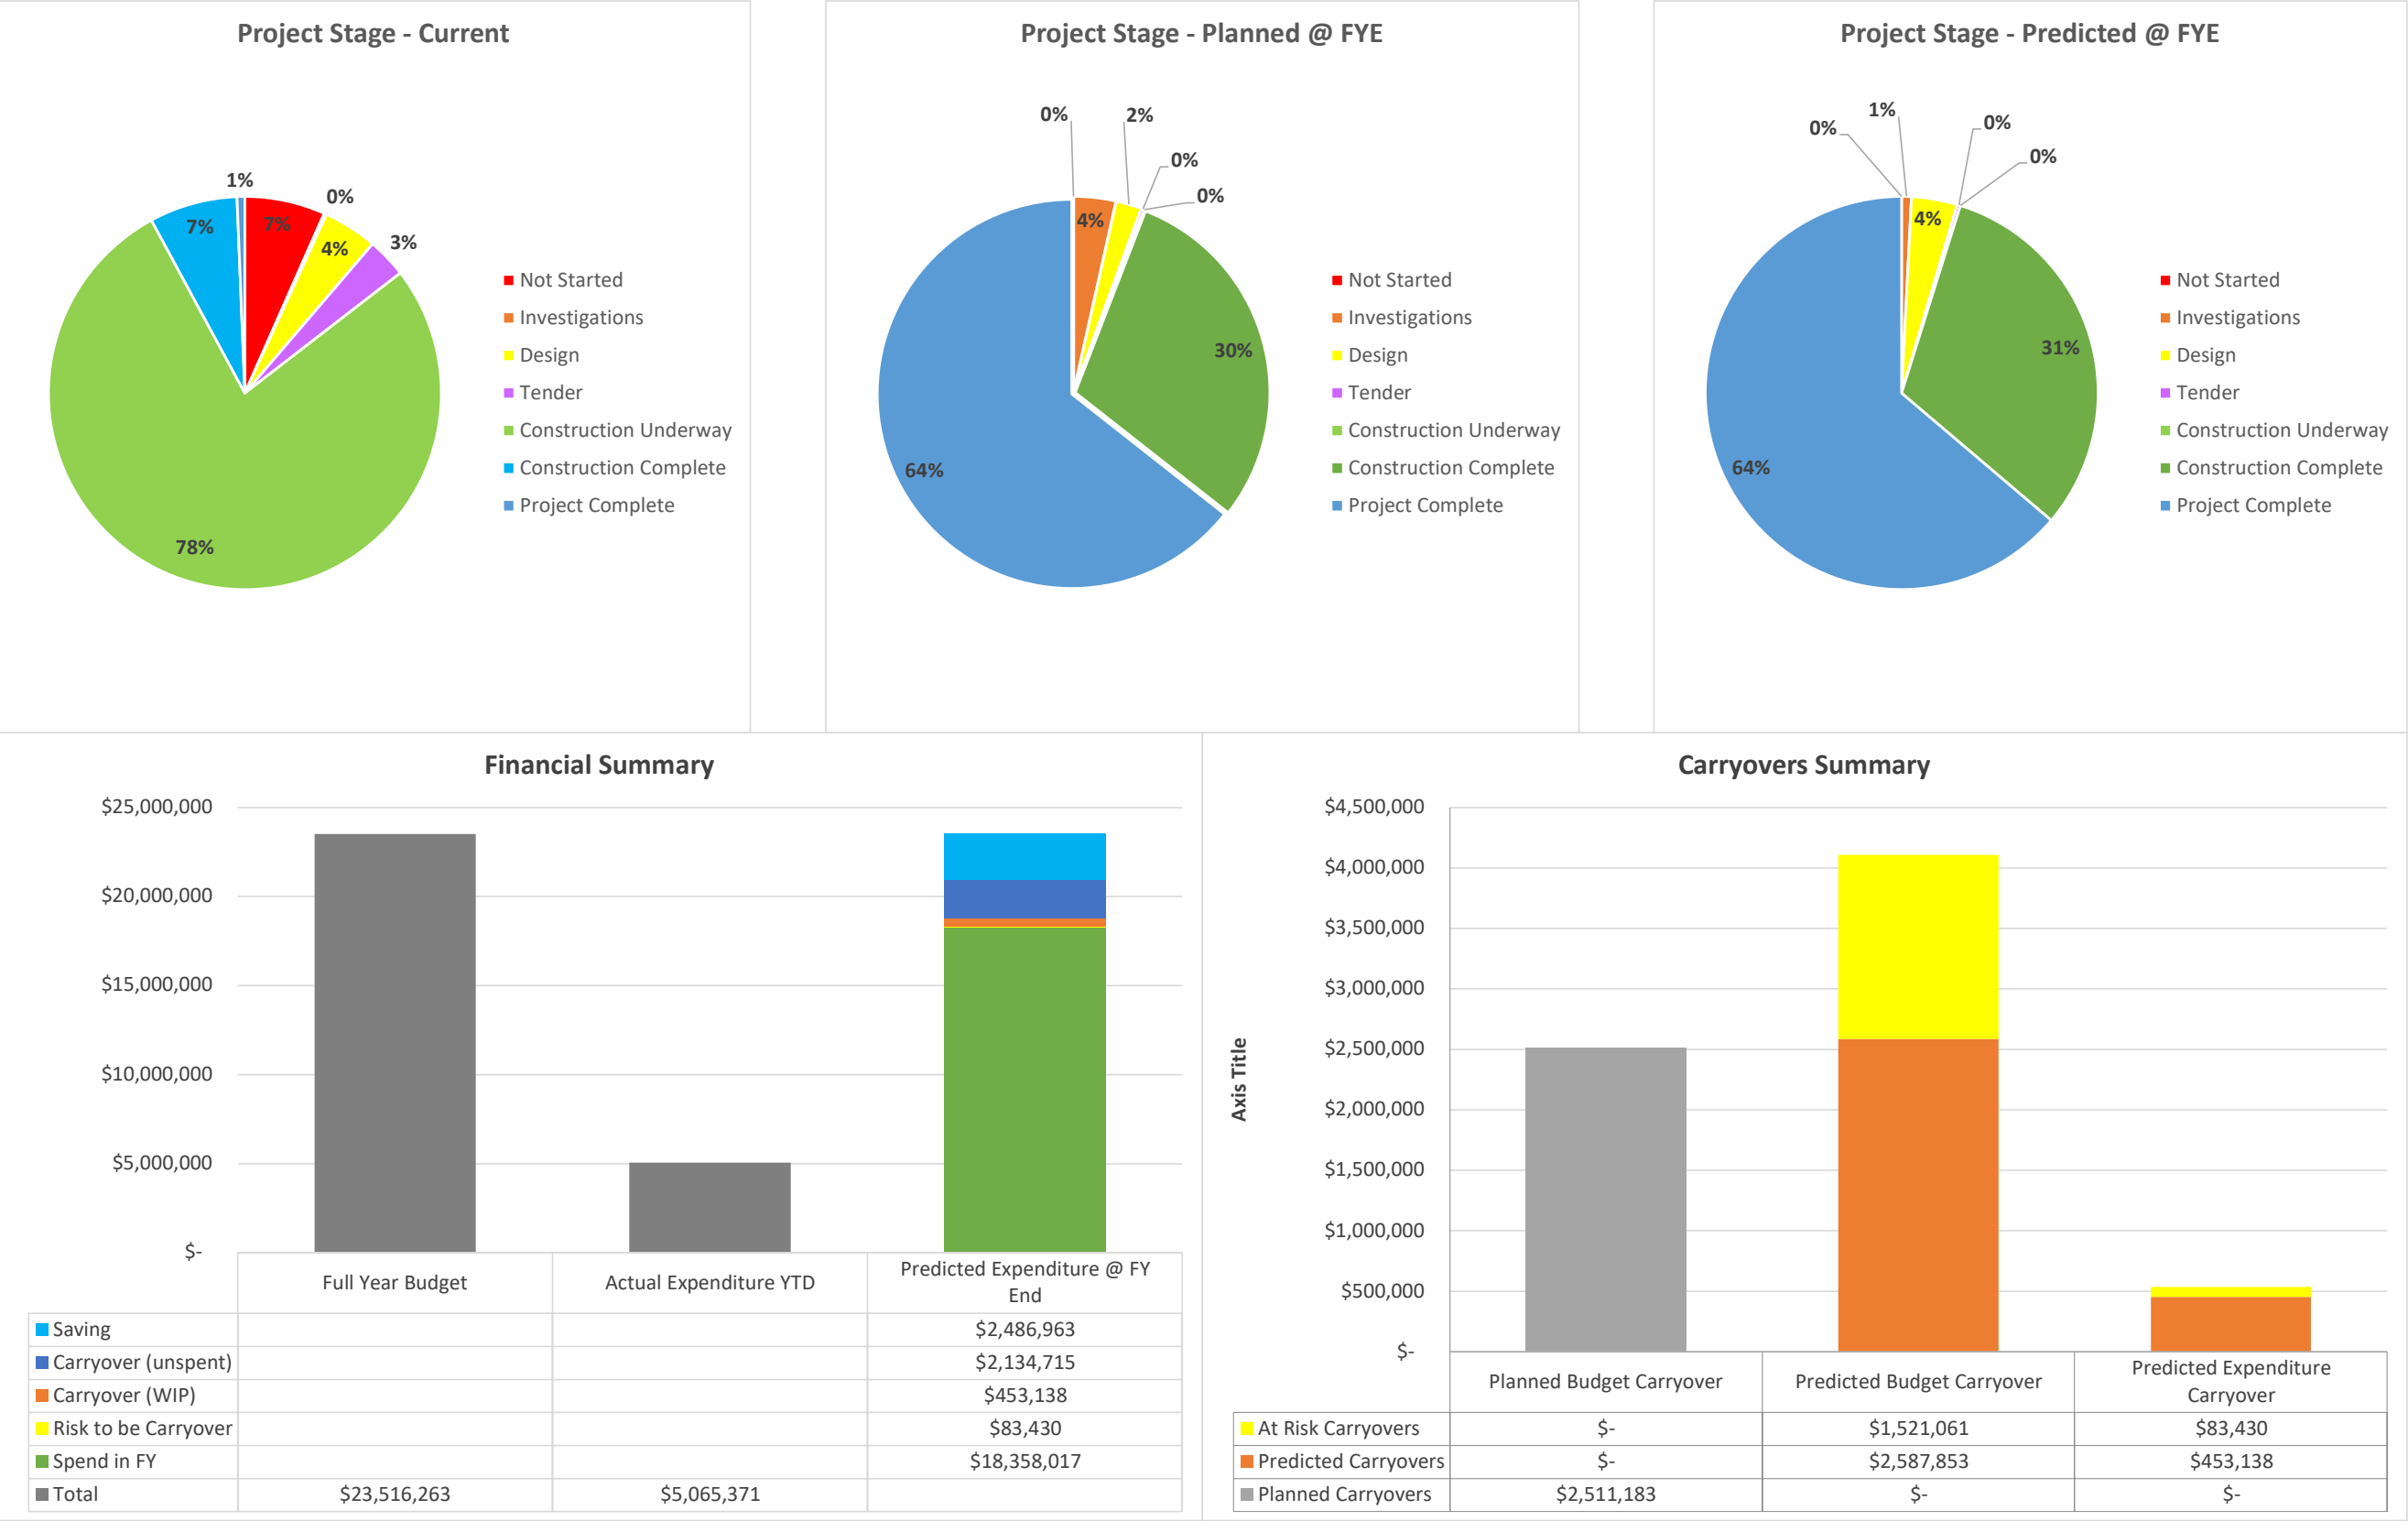 Project Stage - Current
1%
7%
7%
0%
4%
3%
78%
Not Started
Investigations
Design
Tender
Construction Underway
Construction Complete
Project Complete
Project Stage - Planned @ FYE
0%
2%
0%
0%
4%
30%
64%
Not Started
Investigations
Design
Tender
Construction Underway
Construction Complete
Project Complete
Project Stage - Predicted @ FYE
1%
0%
0%
0%
4%
31%
64%
Not Started
Investigations
Design
Tender
Construction Underway
Construction Complete
Project Complete
Financial Summary
$25,000,000
$20,000,000
$15,000,000
$10,000,000
$5,000,000
$-
Full Year Budget Actual Expenditure YTD Predicted Expenditure @ FY
End
Saving $2,486,963
Carryover (unspent) $2,134,715
Carryover (WIP) $453,138
Risk to be Carryover $83,430
Spend in FY $18,358,017
Total $23,516,263 $5,065,371
Carryovers Summary
Axis Title
$4,500,000
$4,000,000
$3,500,000
$3,000,000
$2,500,000
$2,000,000
$1,500,000
$1,000,000
$500,000
$-
Planned Budget Carryover Predicted Budget Carryover Predicted Expenditure
Carryover
At Risk Carryovers $- $1,521,061 $83,430
Predicted Carryovers $- $2,587,853 $453,138
Planned Carryovers $2,511,183 $- $-